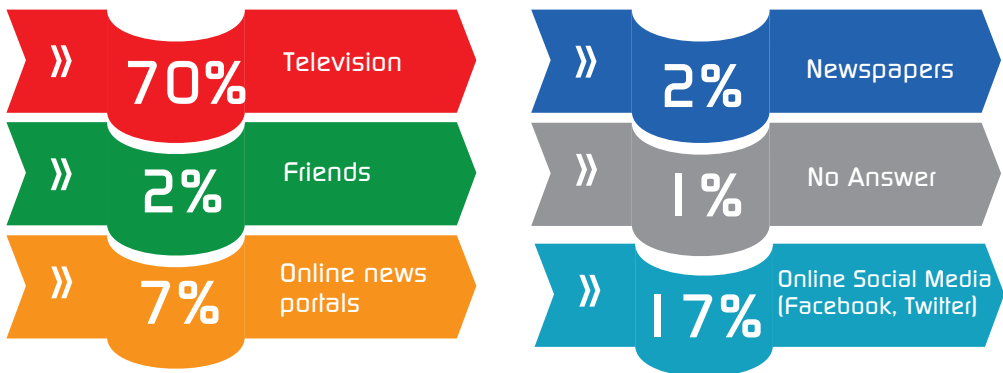 70%
Television
2%
Friends
7%
Online news
portals
2%
Newspapers
1%
No Answer
17%
Online Social Media
(Facebook, Twitter)